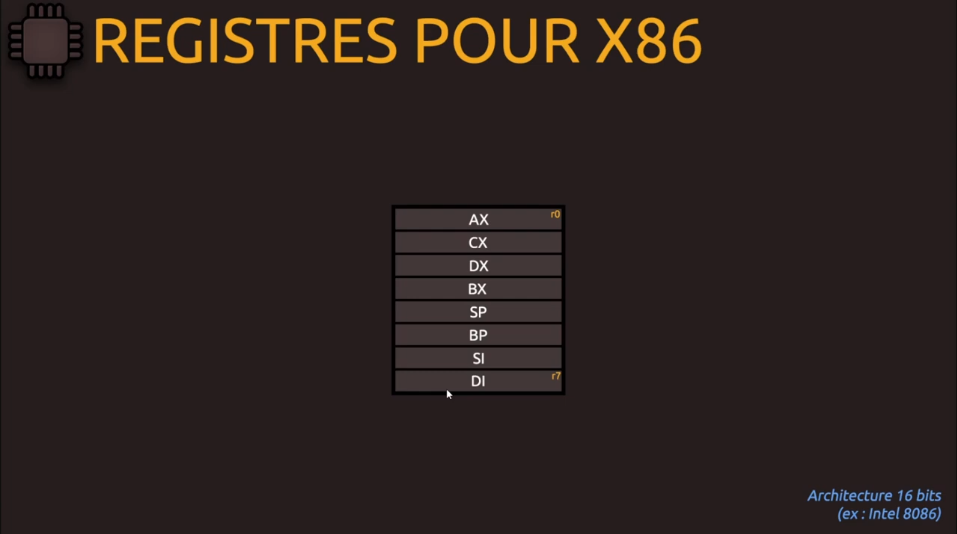 REGISTRES POUR X86
AX r0
CX
DX
BX
SP
BP
SI
DI r7
Architecture 16 bits
(ex : Intel 8086)